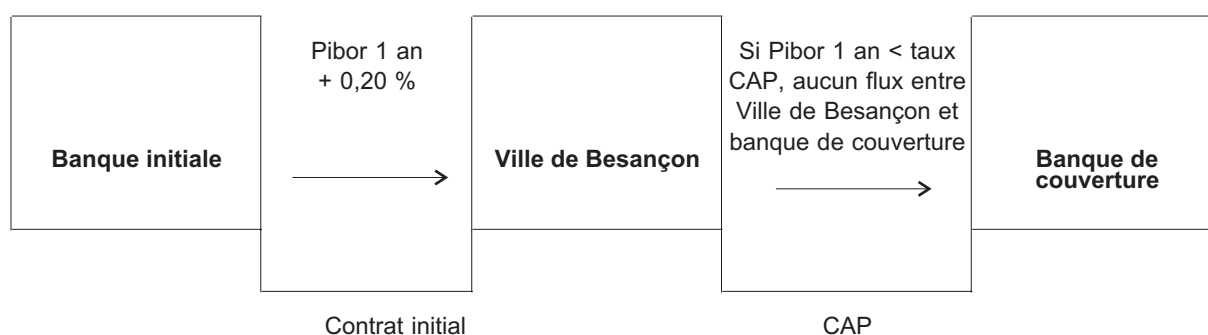 Pibor 1 an
+ 0,20 %
Si Pibor 1 an < taux
CAP, aucun flux entre
Ville de Besançon et
banque de couverture
Banque initiale
Ville de Besançon
Banque de
couverture
Contrat initial
CAP